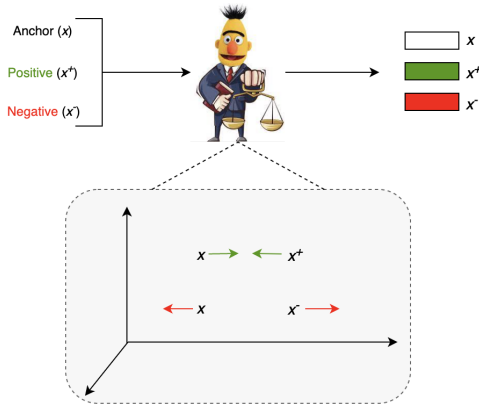 Anchor (x)
Positive (x⁺)
Negative (x⁻)
x
x⁺
x⁻
x x⁺
x x⁻